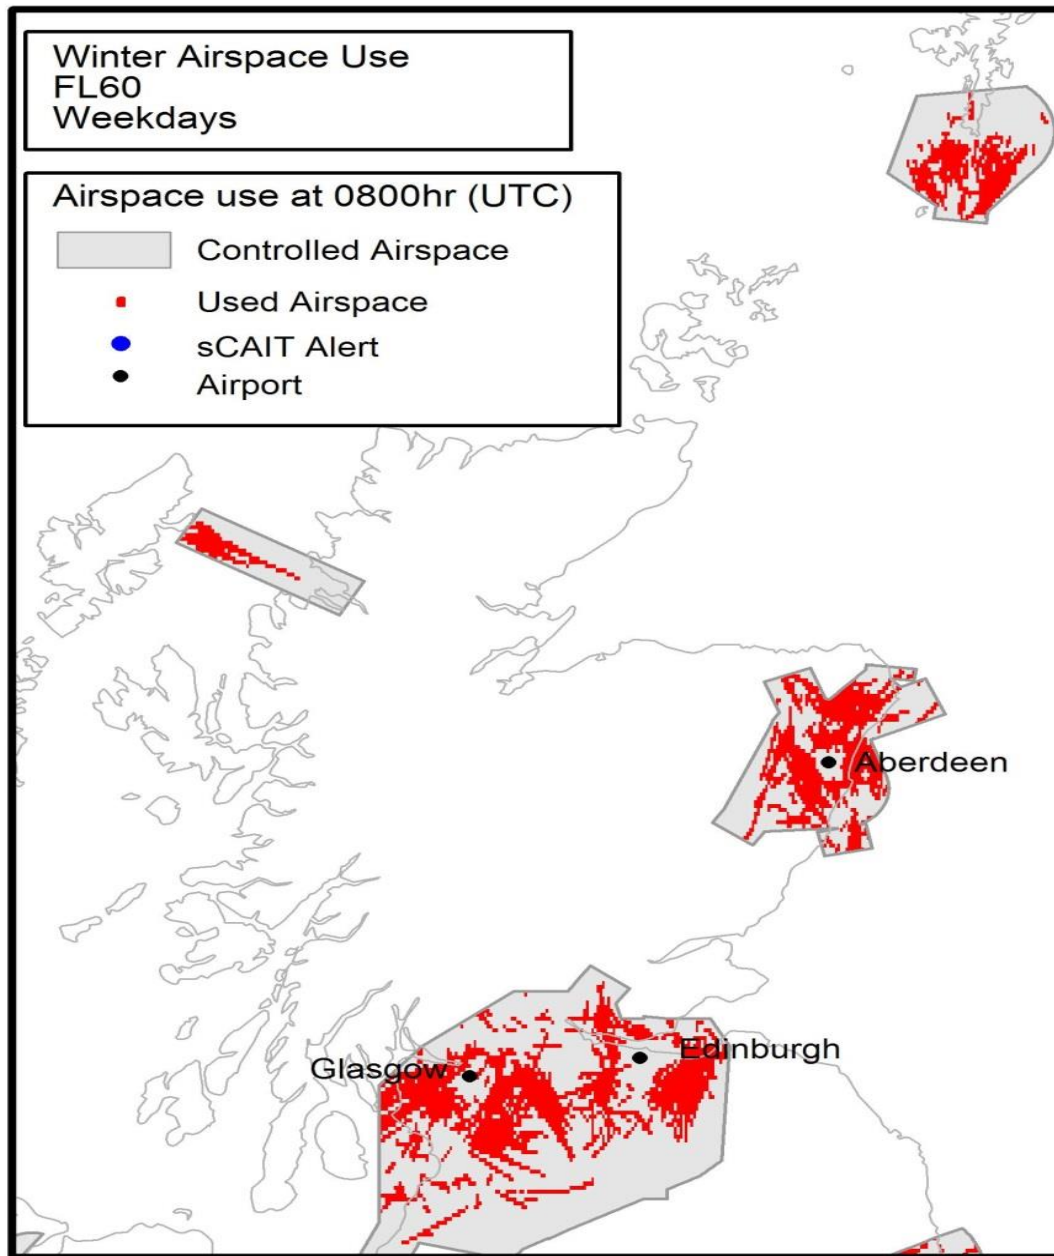 Winter Airspace Use
FL60
Weekdays
Airspace use at 0800hr (UTC)
Controlled Airspace
Used Airspace
sCAIT Alert
Airport
Aberdeen
Edinburgh
Glasgow